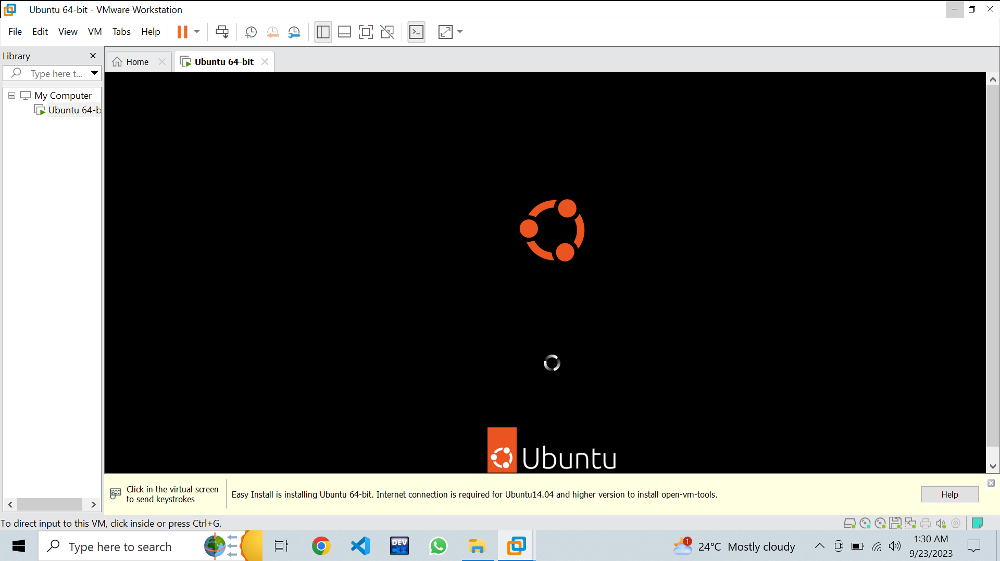 Ubuntu 64-bit - VMware Workstation
File Edit View VM Tabs Help
Library
Type here t...
My Computer
Ubuntu 64-b
Home
Ubuntu 64-bit
Ubuntu
Click in the virtual screen
to send keystrokes
Easy Install is installing Ubuntu 64-bit. Internet connection is required for Ubuntu14.04 and higher version to install open-vm-tools.
Help
To direct input to this VM, click inside or press Ctrl+G.
Type here to search
DEV
C++
1
24°C Mostly cloudy
1:30 AM
9/23/2023